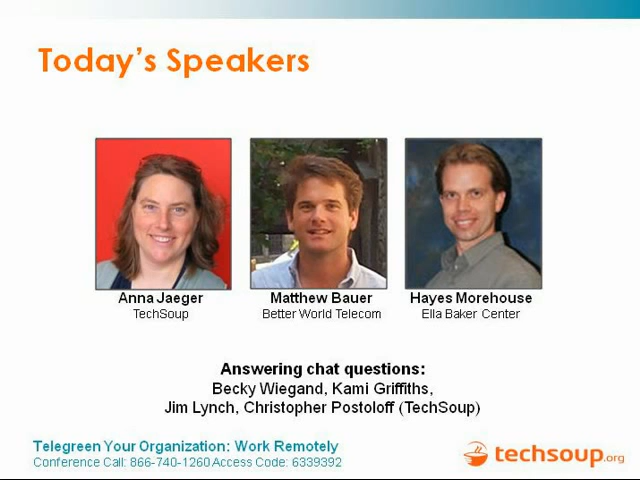 Today's Speakers
Anna Jaeger
TechSoup
Matthew Bauer
Better World Telecom
Hayes Morehouse
Ella Baker Center
Answering chat questions:
Becky Wiegand, Kami Griffiths,
Jim Lynch, Christopher Postoloff (TechSoup)
Telegreen Your Organization: Work Remotely
Conference Call: 866-740-1260 Access Code: 6339392
techsoup.org